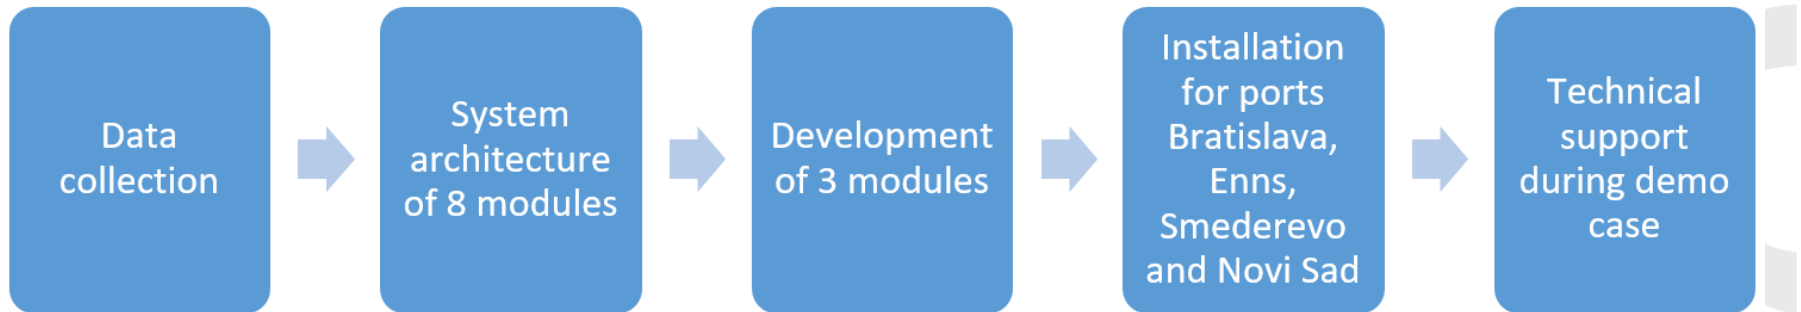 Data
collection
System
architecture
of 8 modules
Development
of 3 modules
Installation
for ports
Bratislava,
Enns,
Smederevo
and Novi Sad
Technical
support
during demo
case